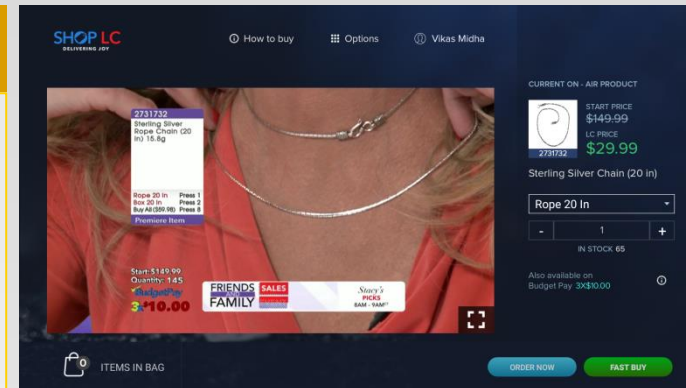 SHOP LC
DELIVERING JOY
How to buy
Options
Vikas Midha
2731732
Sterling Silver
Rope Chain (20
in) 15.8g
Rope 20 in Press 1
Box 20 in Press 2
Buy All ($59.98) Press 8
Premiere Item
Start: $149.99
Quantity: 145
BudgetPay
3X$10.00
FRIENDS
AND
FAMILY
SALES
Stacy's
PICKS
8AM - 9AM
CURRENT ON - AIR PRODUCT
2731732
START PRICE
$149.99
LC PRICE
$29.99
Sterling Silver Chain (20 in)
Rope 20 In
- 1 +
IN STOCK 65
Also available on
Budget Pay 3X$10.00
0
ITEMS IN BAG
ORDER NOW
FAST BUY